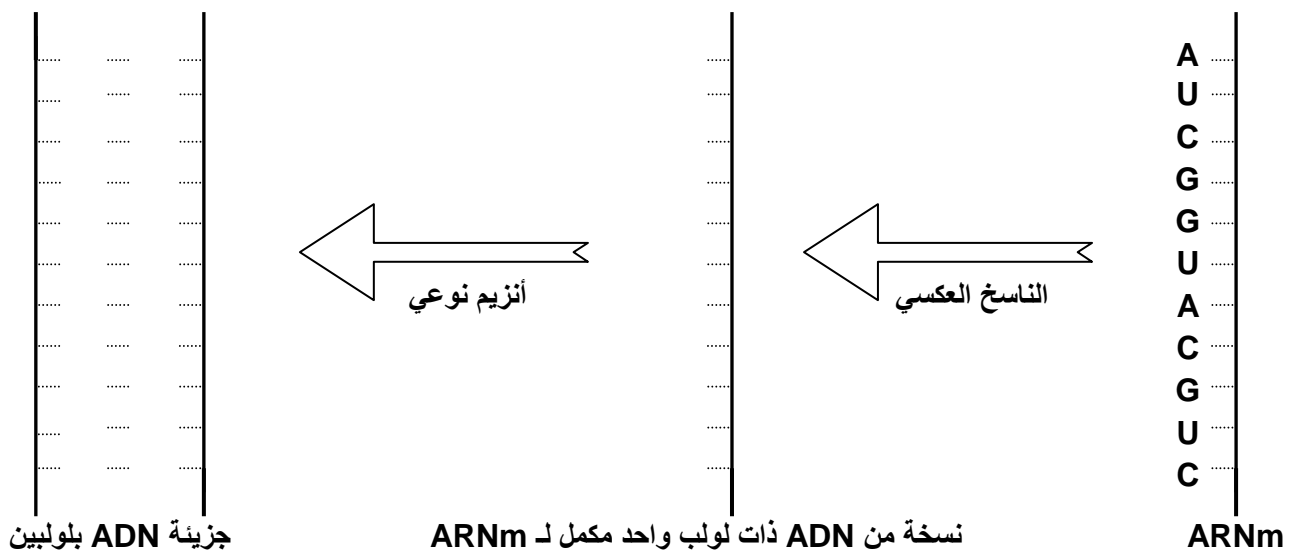 A
U
C
G
G
U
A
C
G
U
C
الناسخ العكسي
أنزيم نوعي
ARNm
نسخة من ADN ذات لولب واحد مكمل لـ ARNm
جزيئة ADN بلولبين